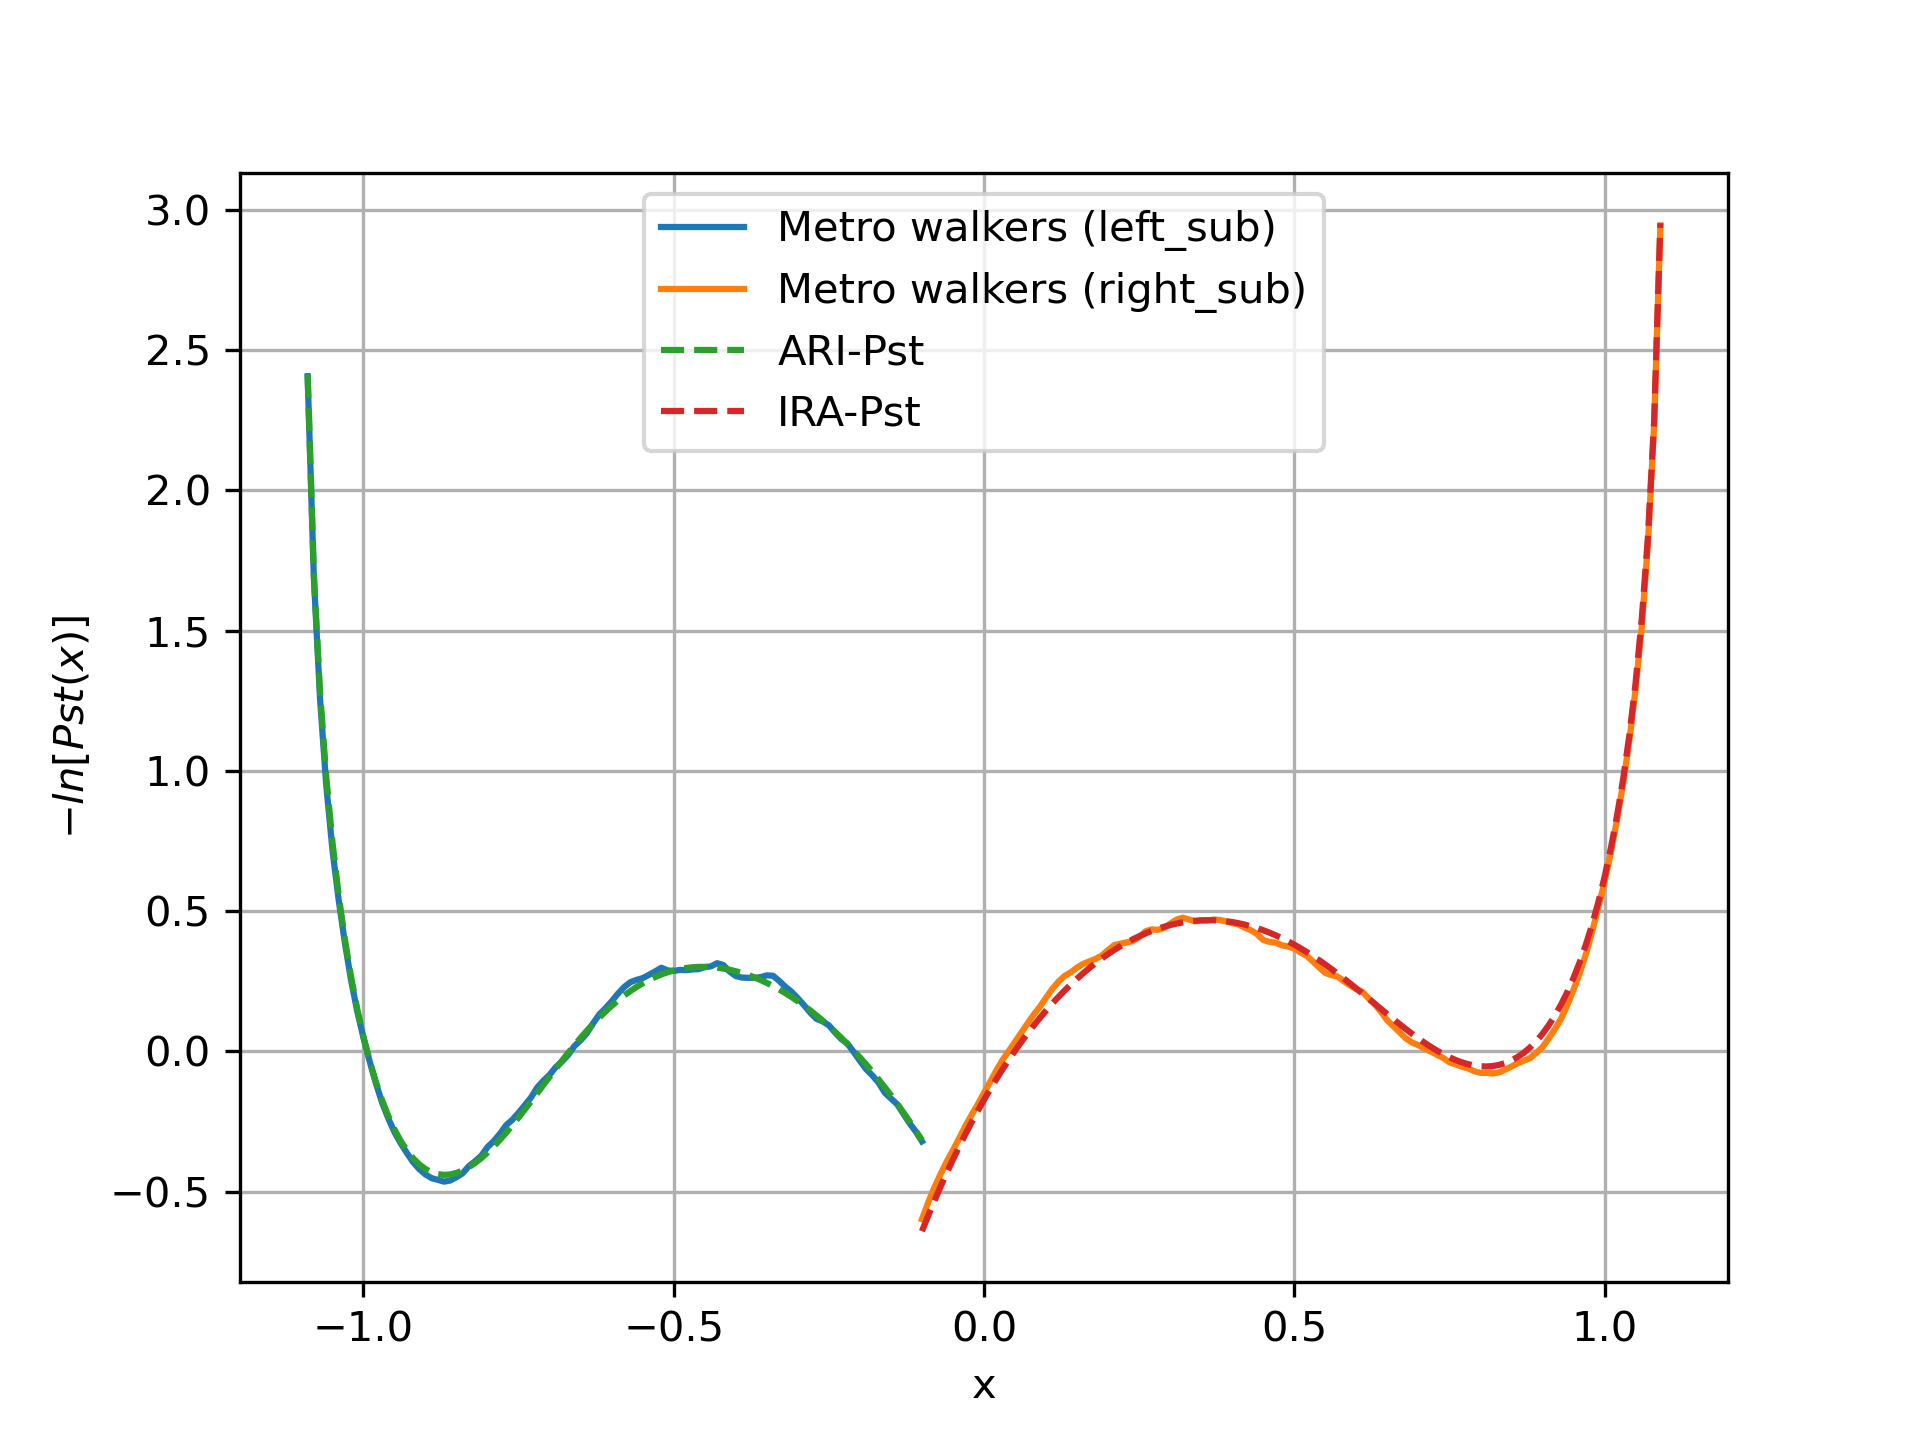 Metro walkers (left_sub)
Metro walkers (right_sub)
ARI-Pst
IRA-Pst
3.0
2.5
2.0
1.5
1.0
0.5
0.0
−0.5
−ln[Pst(x)]
−1.0
−0.5
0.0
0.5
1.0
x